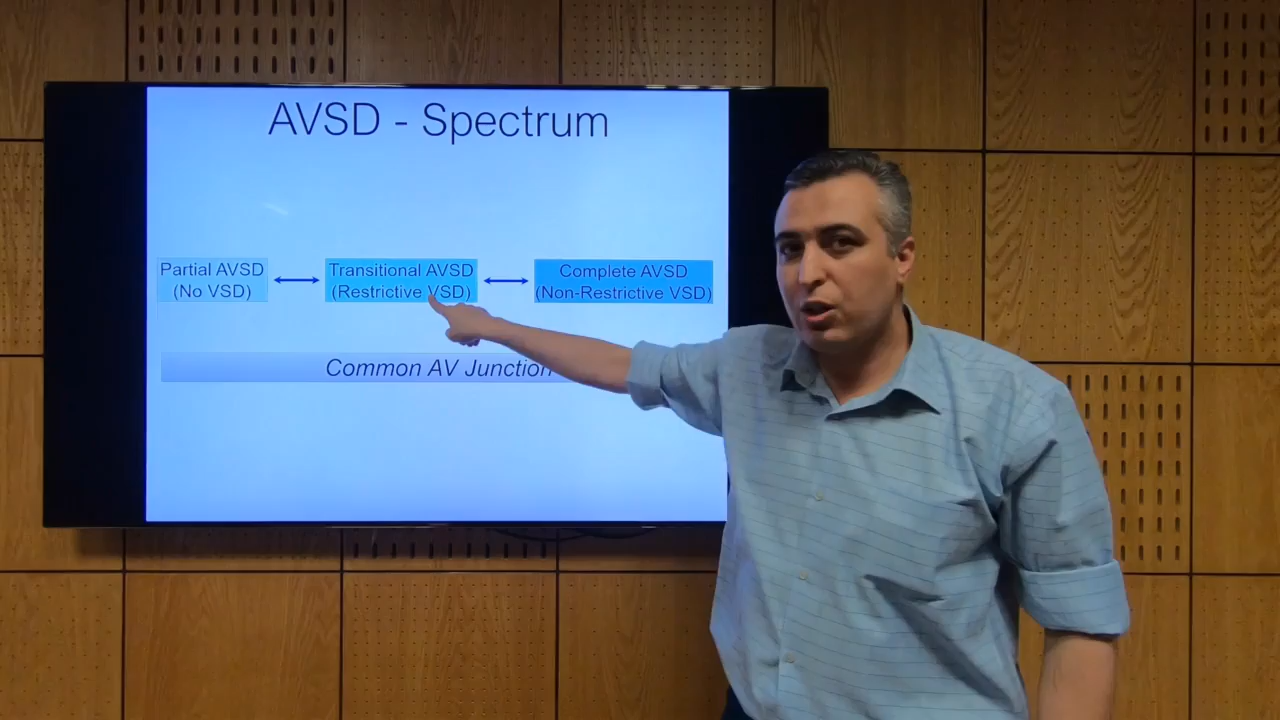 AVSD - Spectrum
Partial AVSD
(No VSD)
Transitional AVSD
(Restrictive VSD)
Complete AVSD
(Non-Restrictive VSD)
Common AV Junction